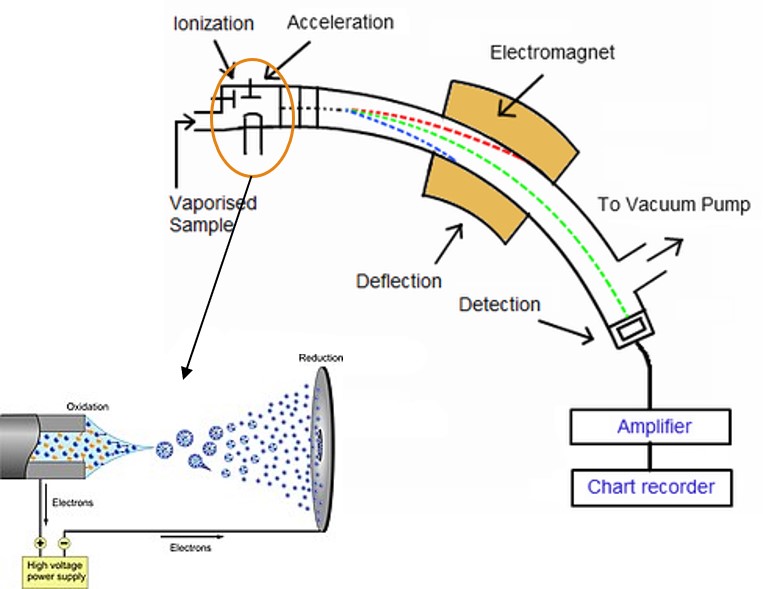 Ionization
Acceleration
Electromagnet
Vaporised
Sample
To Vacuum Pump
Deflection
Detection
Reduction
Oxidation
Amplifier
Chart recorder
Electrons
Electrons
+
−
High voltage
power supply